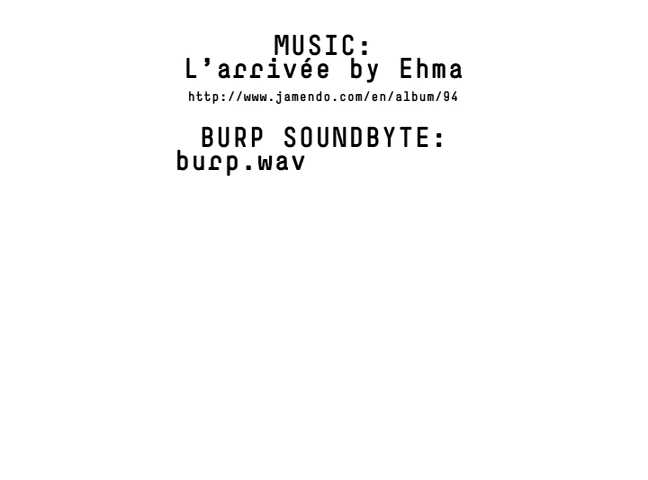 MUSIC:
L’arrivée by Ehma
http://www.jamendo.com/en/album/94
BURP SOUNDBYTE:
burp.wav